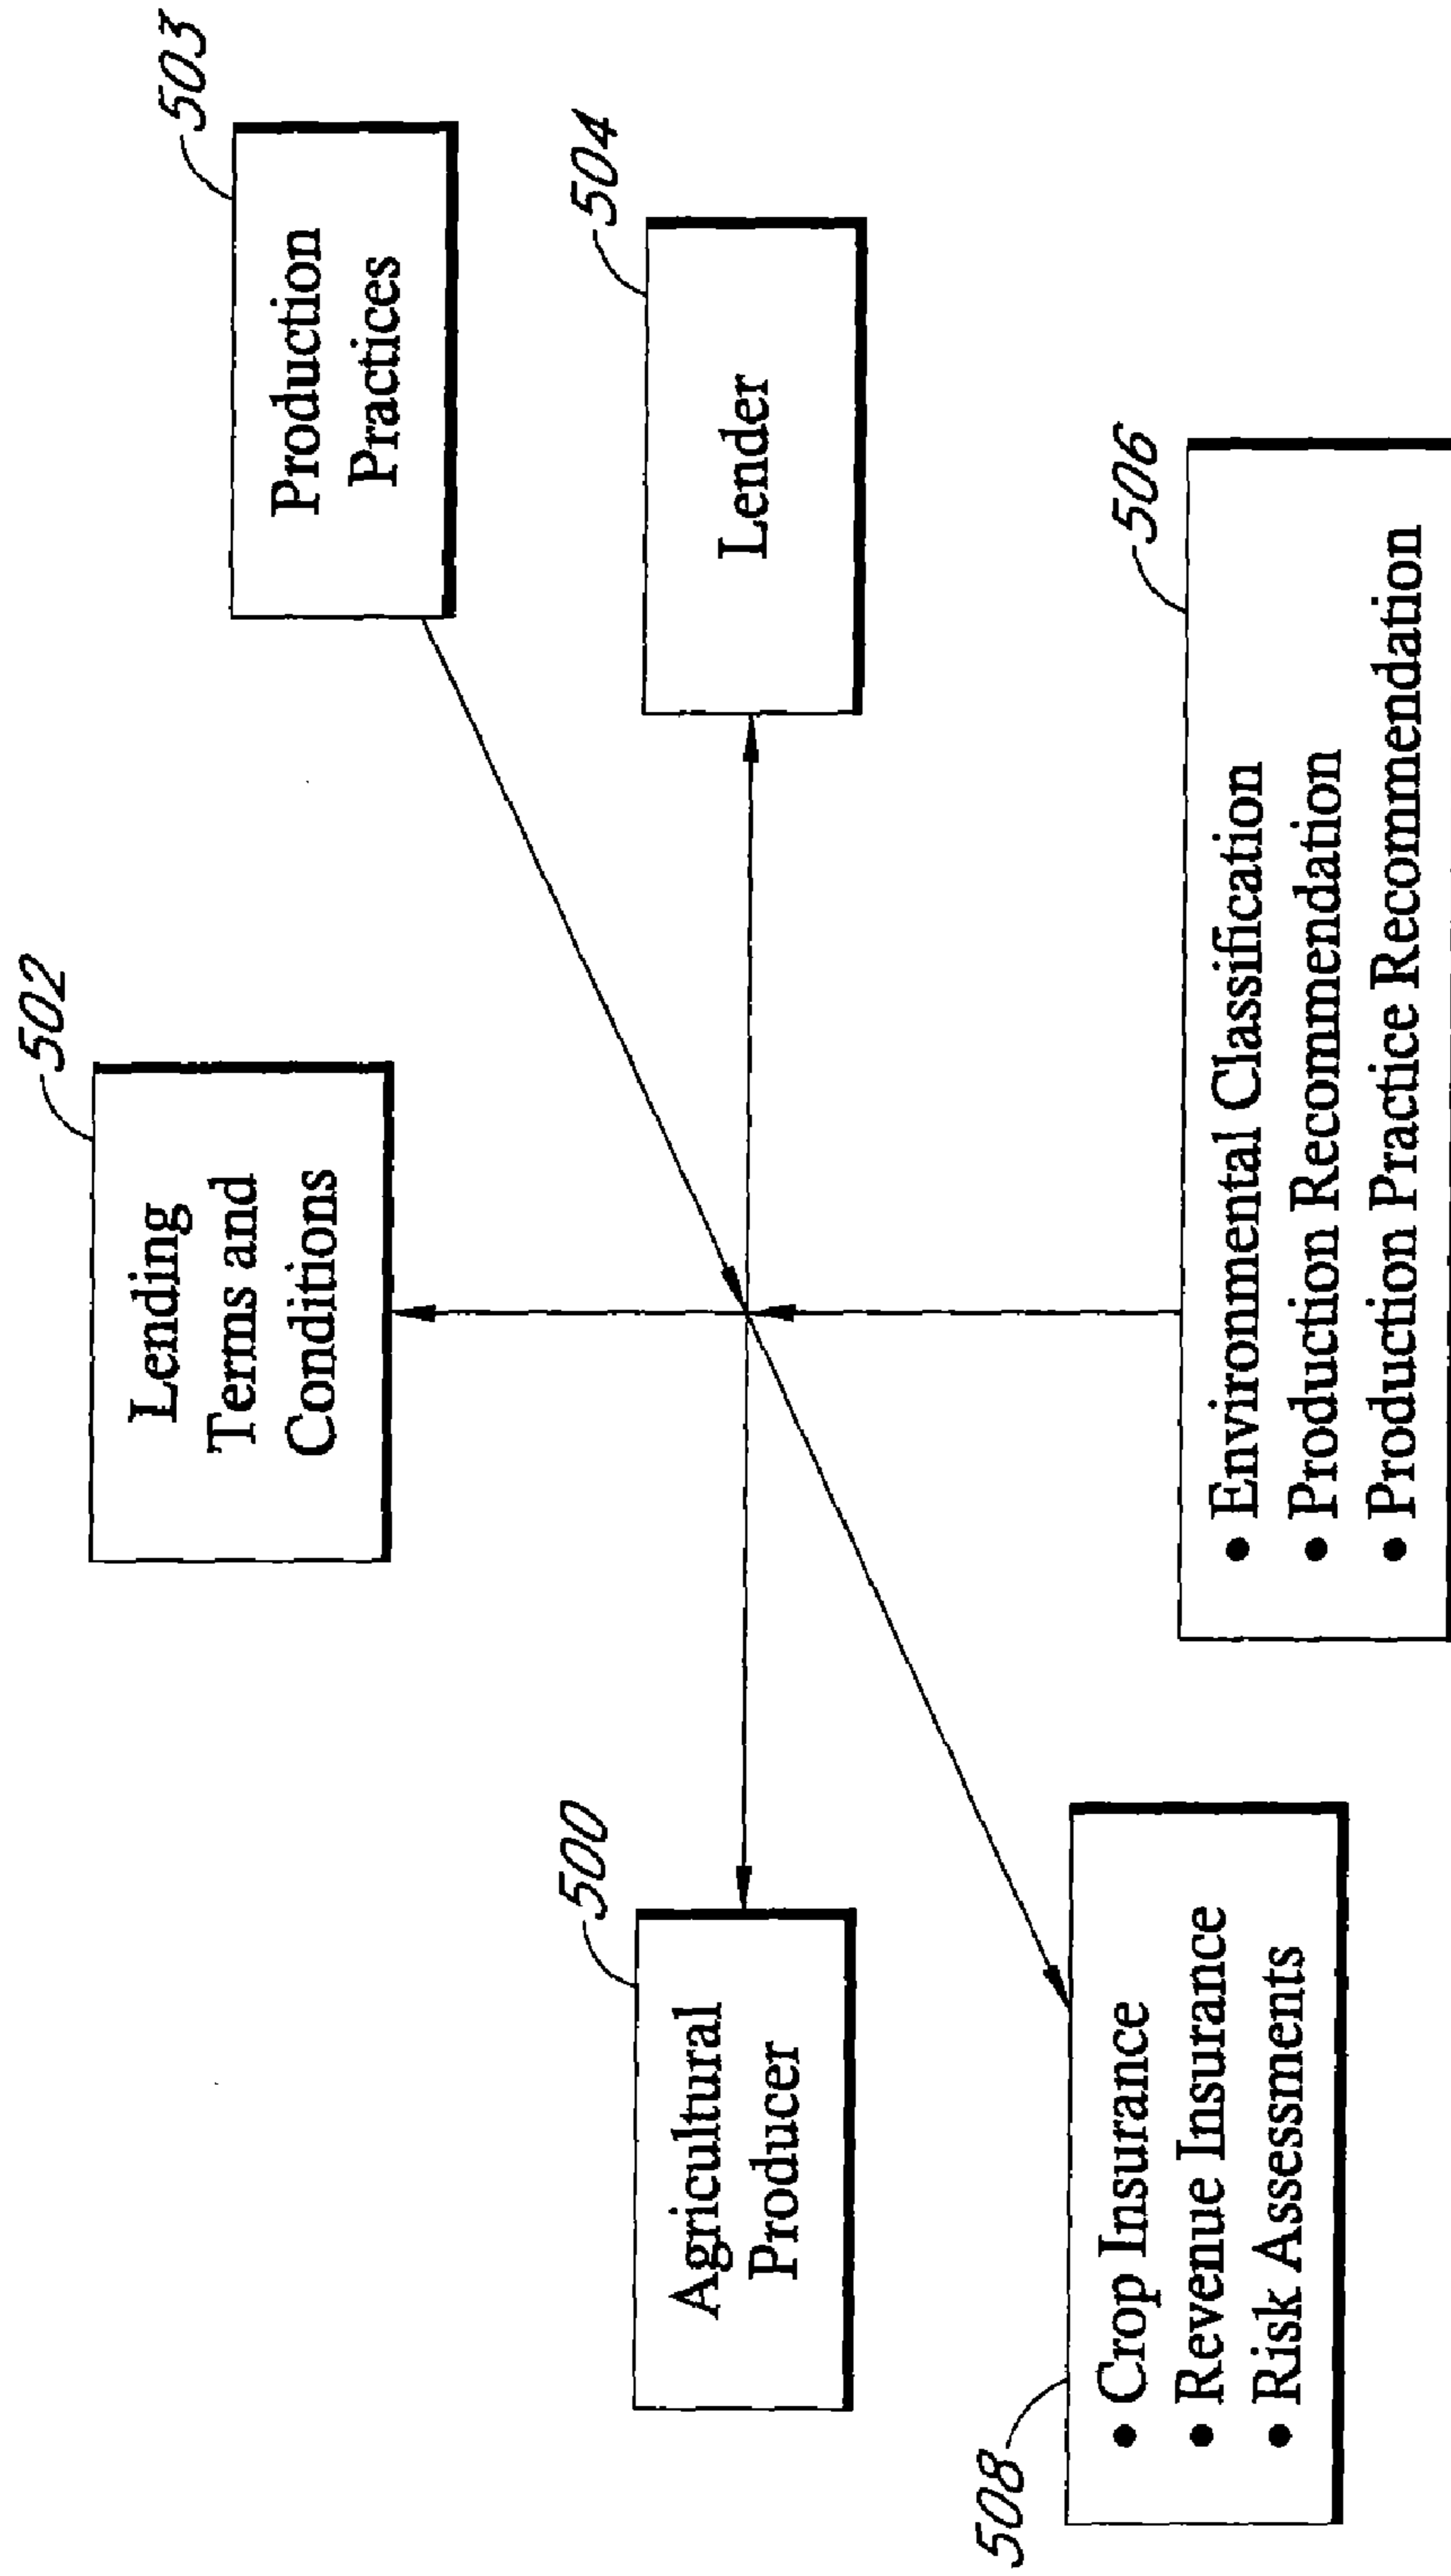 502
Lending
Terms and
Conditions
503
Production
Practices
500
Agricultural
Producer
504
Lender
508
• Crop Insurance
• Revenue Insurance
• Risk Assessments
506
• Environmental Classification
• Production Recommendation
• Production Practice Recommendation